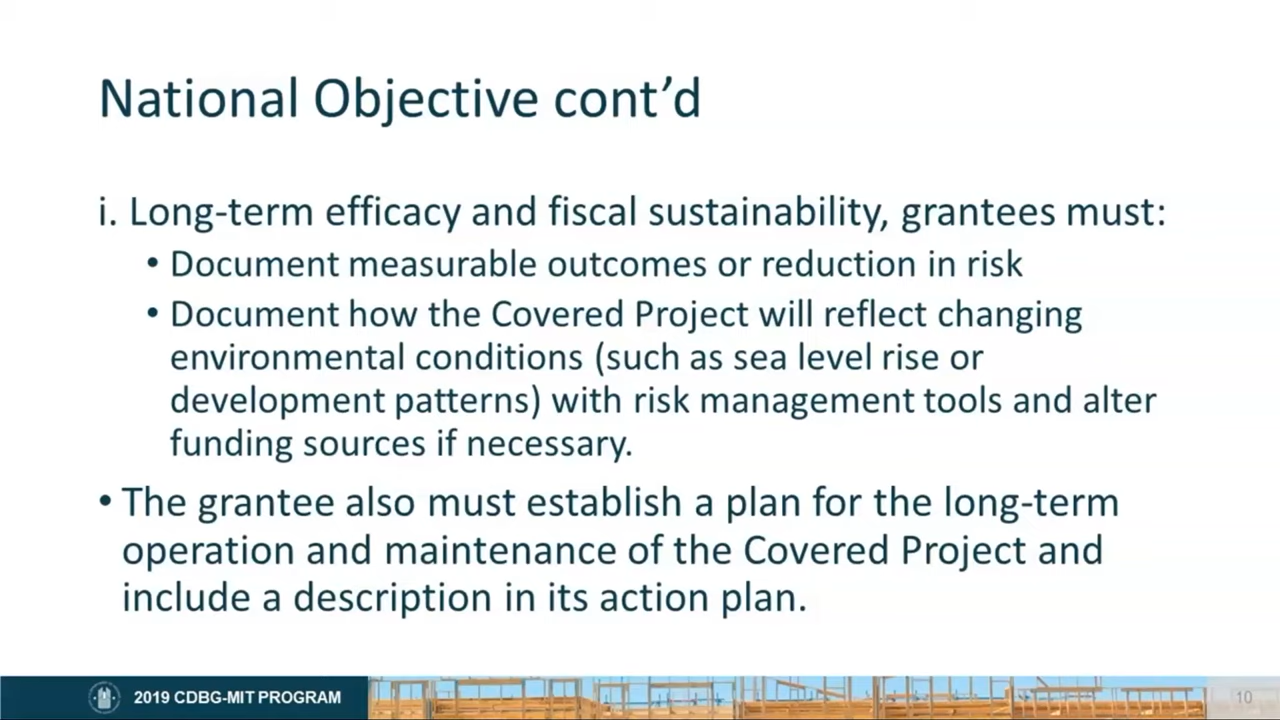 National Objective cont’d
i. Long-term efficacy and fiscal sustainability, grantees must:
• Document measurable outcomes or reduction in risk
• Document how the Covered Project will reflect changing
environmental conditions (such as sea level rise or
development patterns) with risk management tools and alter
funding sources if necessary.
• The grantee also must establish a plan for the long-term
operation and maintenance of the Covered Project and
include a description in its action plan.
2019 CDBG-MIT PROGRAM
10